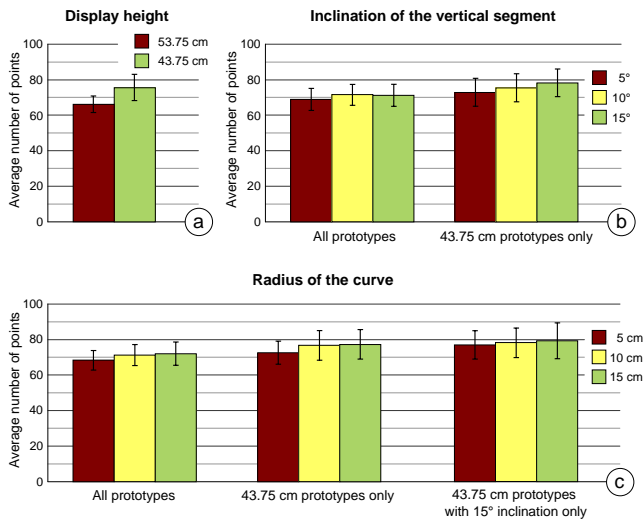 Display height
Average number of points
100
80
60
40
20
0
53.75 cm
43.75 cm
a
Inclination of the vertical segment
Average number of points
100
80
60
40
20
0
5°
10°
15°
All prototypes
43.75 cm prototypes only
b
Radius of the curve
Average number of points
100
80
60
40
20
0
5 cm
10 cm
15 cm
All prototypes
43.75 cm prototypes only
43.75 cm prototypes
with 15° inclination only
c